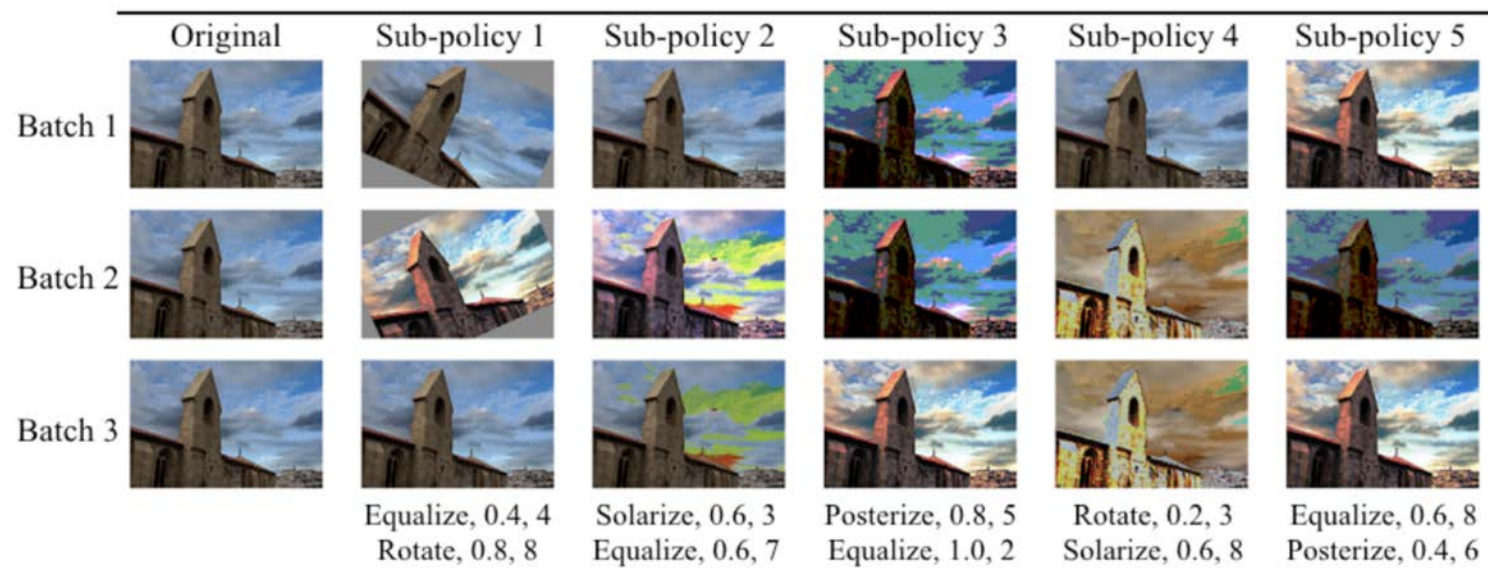 Original Sub-policy 1 Sub-policy 2 Sub-policy 3 Sub-policy 4 Sub-policy 5
Batch 1
Batch 2
Batch 3
Equalize, 0.4, 4 Solarize, 0.6, 3 Posterize, 0.8, 5 Rotate, 0.2, 3 Equalize, 0.6, 8
Rotate, 0.8, 8 Equalize, 0.6, 7 Equalize, 1.0, 2 Solarize, 0.6, 8 Posterize, 0.4, 6